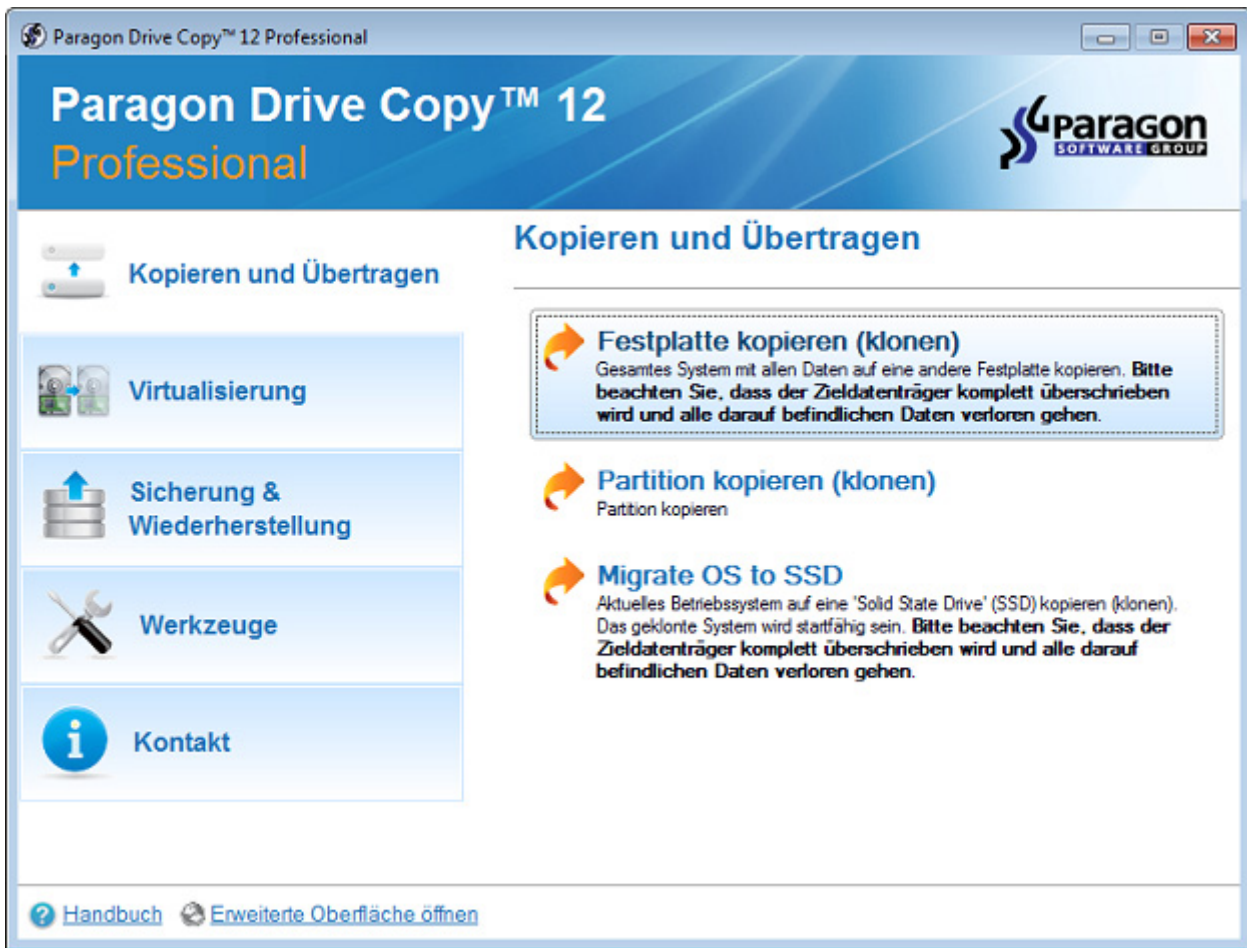 Paragon Drive Copy™ 12 Professional
Paragon Drive Copy™ 12
Professional
Paragon
SOFTWARE GROUP
Kopieren und Übertragen
Virtualisierung
Sicherung &
Wiederherstellung
Werkzeuge
Kontakt
Kopieren und Übertragen
Festplatte kopieren (klonen)
Gesamtes System mit allen Daten auf eine andere Festplatte kopieren. Bitte
beachten Sie, dass der Zieldatenträger komplett überschrieben
wird und alle darauf befindlichen Daten verloren gehen.
Partition kopieren (klonen)
Partition kopieren
Migrate OS to SSD
Aktuelles Betriebssystem auf eine 'Solid State Drive' (SSD) kopieren (klonen).
Das geklonte System wird startfähig sein. Bitte beachten Sie, dass der
Zieldatenträger komplett überschrieben wird und alle darauf
befindlichen Daten verloren gehen.
Handbuch
Erweiterte Oberfläche öffnen